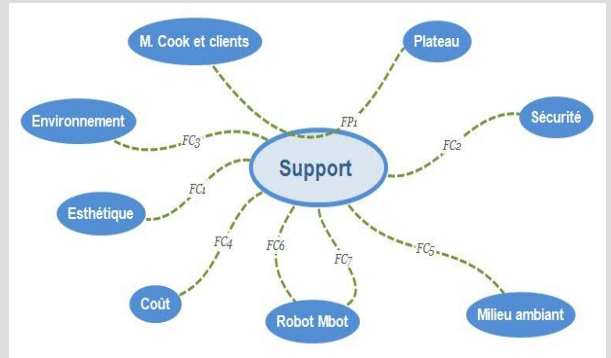 M. Cook et clients
Plateau
Environnement
FP1
Sécurité
FC3
FC2
Support
FC1
Esthétique
FC4
FC6
FC7
FC5
Coût
Robot Mbot
Milieu ambiant